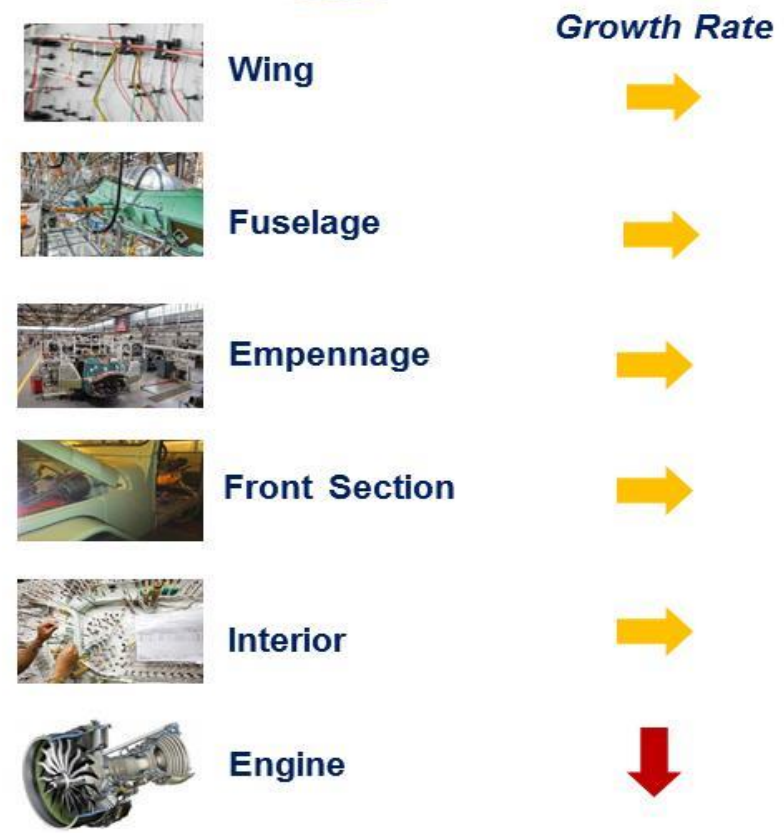 Growth Rate
Wing
Fuselage
Empennage
Front Section
Interior
Engine